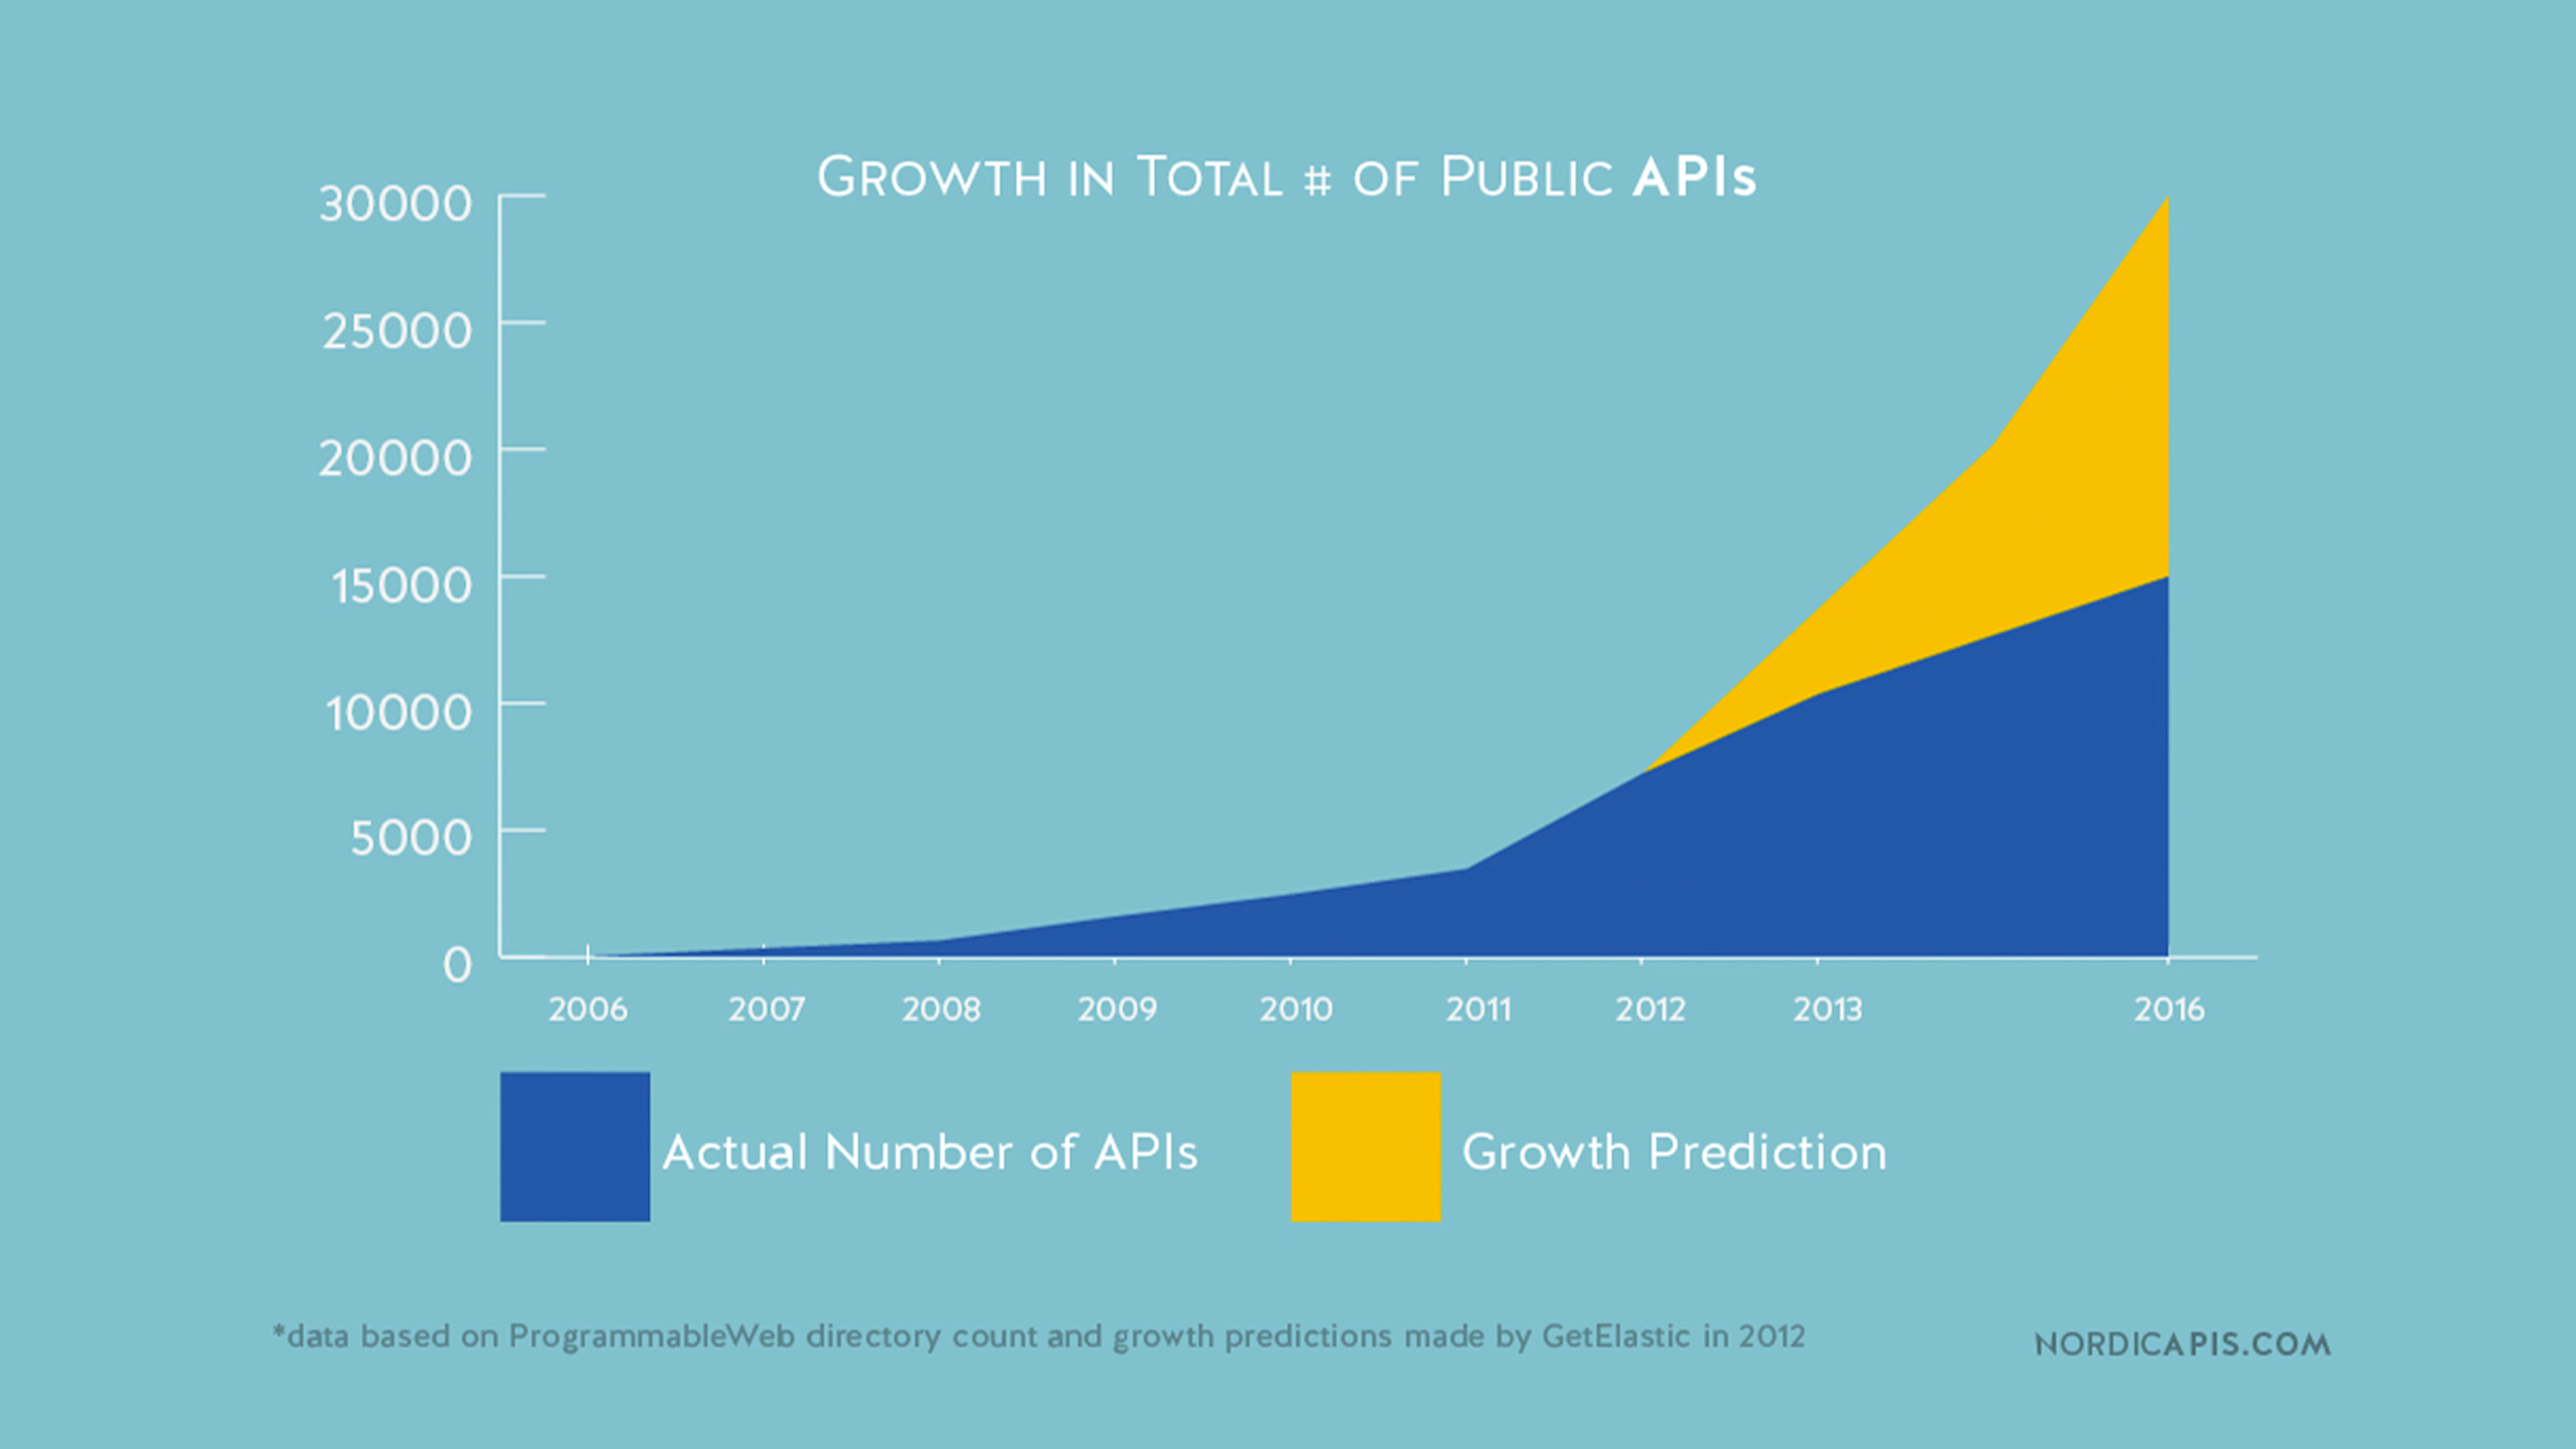 GROWTH IN TOTAL # OF PUBLIC APIs
30000
25000
20000
15000
10000
5000
0
2006 2007 2008 2009 2010 2011 2012 2013 2016
Actual Number of APIs Growth Prediction
*data based on ProgrammableWeb directory count and growth predictions made by GetElastic in 2012
NORDICAPIS.COM